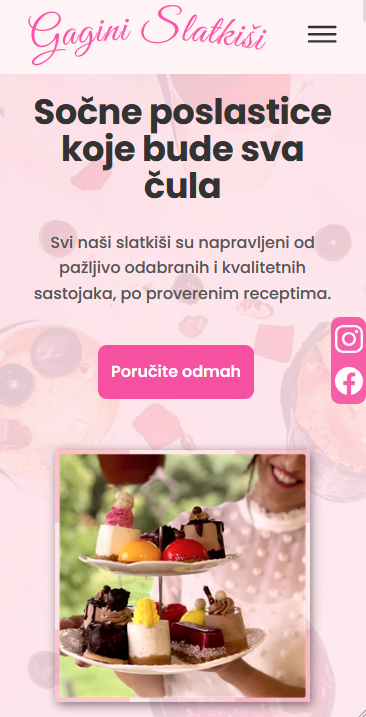 Gagini Slatkiši
Sočne poslastice
koje bude sva
čula
Svi naši slatkiši su napravljeni od
pažljivo odabranih i kvalitetnih
sastojaka, po proverenim receptima.
Poručite odmah